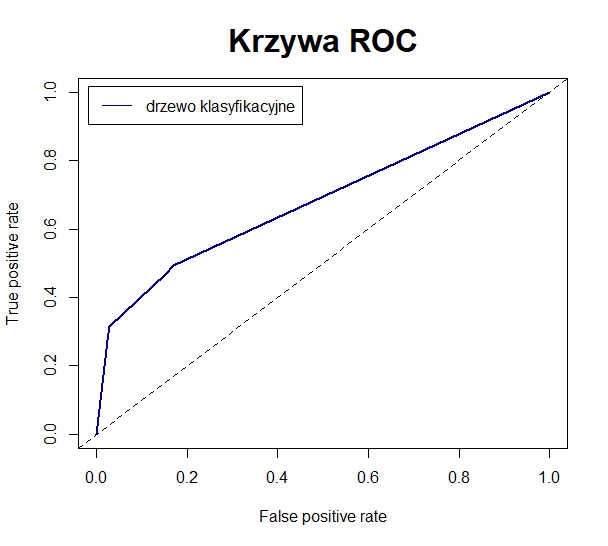 Krzywa ROC
drzewo klasyfikacyjne
True positive rate
1.0
0.8
0.6
0.4
0.2
0.0
0.0 0.2 0.4 0.6 0.8 1.0
False positive rate